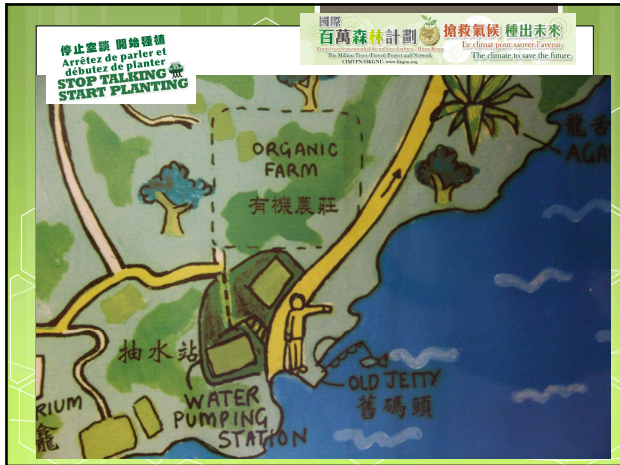 停止空談 開始種植
Arrêtez de parler et
débutez de planter
STOP TALKING
START PLANTING
國際
百萬森林計劃
搶救氣候 種出未來
Le climat pour sauver l'avenir
The climate to save the future
ORGANIC
FARM
有機農莊
龍舌
AGA
抽水站
WATER
PUMPING
STATION
OLD JETTY
舊碼頭
RIUM
龕